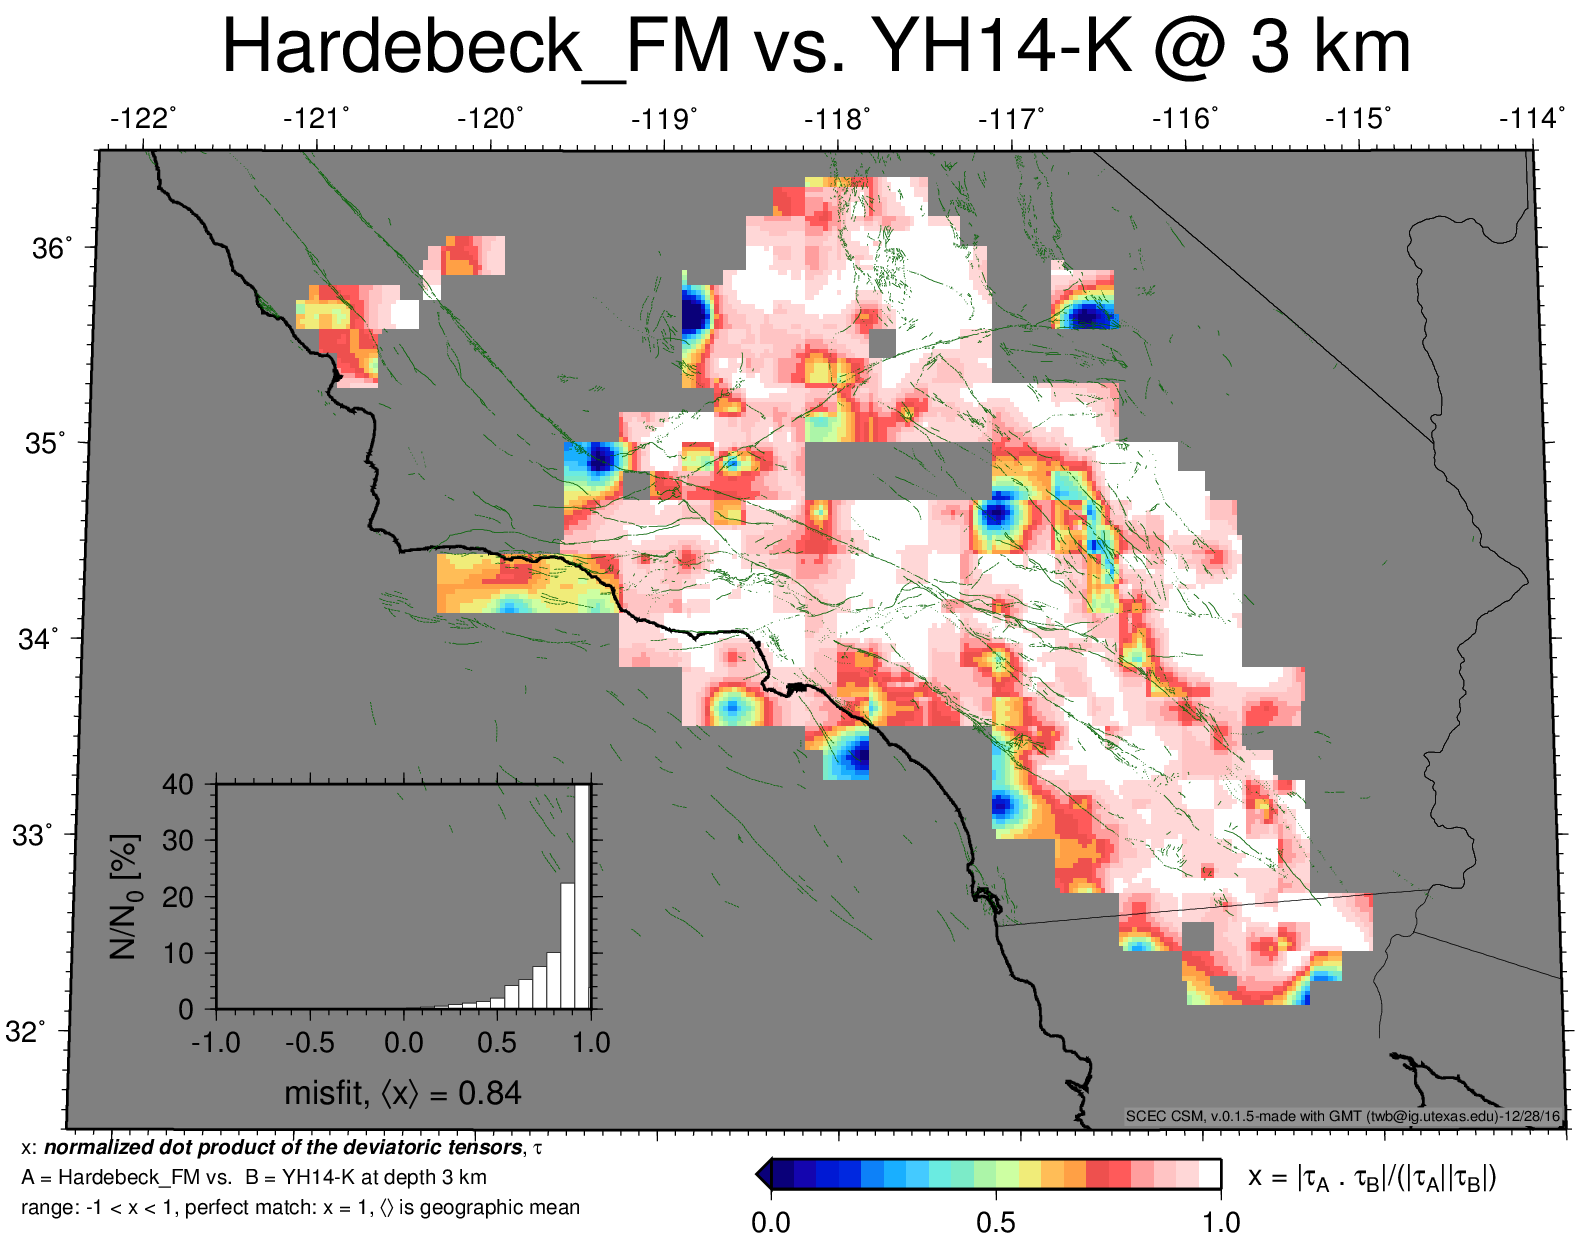 Hardebeck_FM vs. YH14-K @ 3 km
-122˚ -121˚ -120˚ -119˚ -118˚ -117˚ -116˚ -115˚ -114˚
36˚
35˚
34˚
33˚
32˚
40
30
20
10
0
N/N₀ [%]
-1.0 -0.5 0.0 0.5 1.0
misfit, ⟨x⟩ = 0.84
SCEC CSM, v.0.1.5-made with GMT (twb@ig.utexas.edu)-12/28/16
x: normalized dot product of the deviatoric tensors, τ
A = Hardebeck_FM vs. B = YH14-K at depth 3 km
range: -1 < x < 1, perfect match: x = 1, ⟨⟩ is geographic mean
x = |τ_A . τ_B|/(|τ_A||τ_B|)
0.0 0.5 1.0